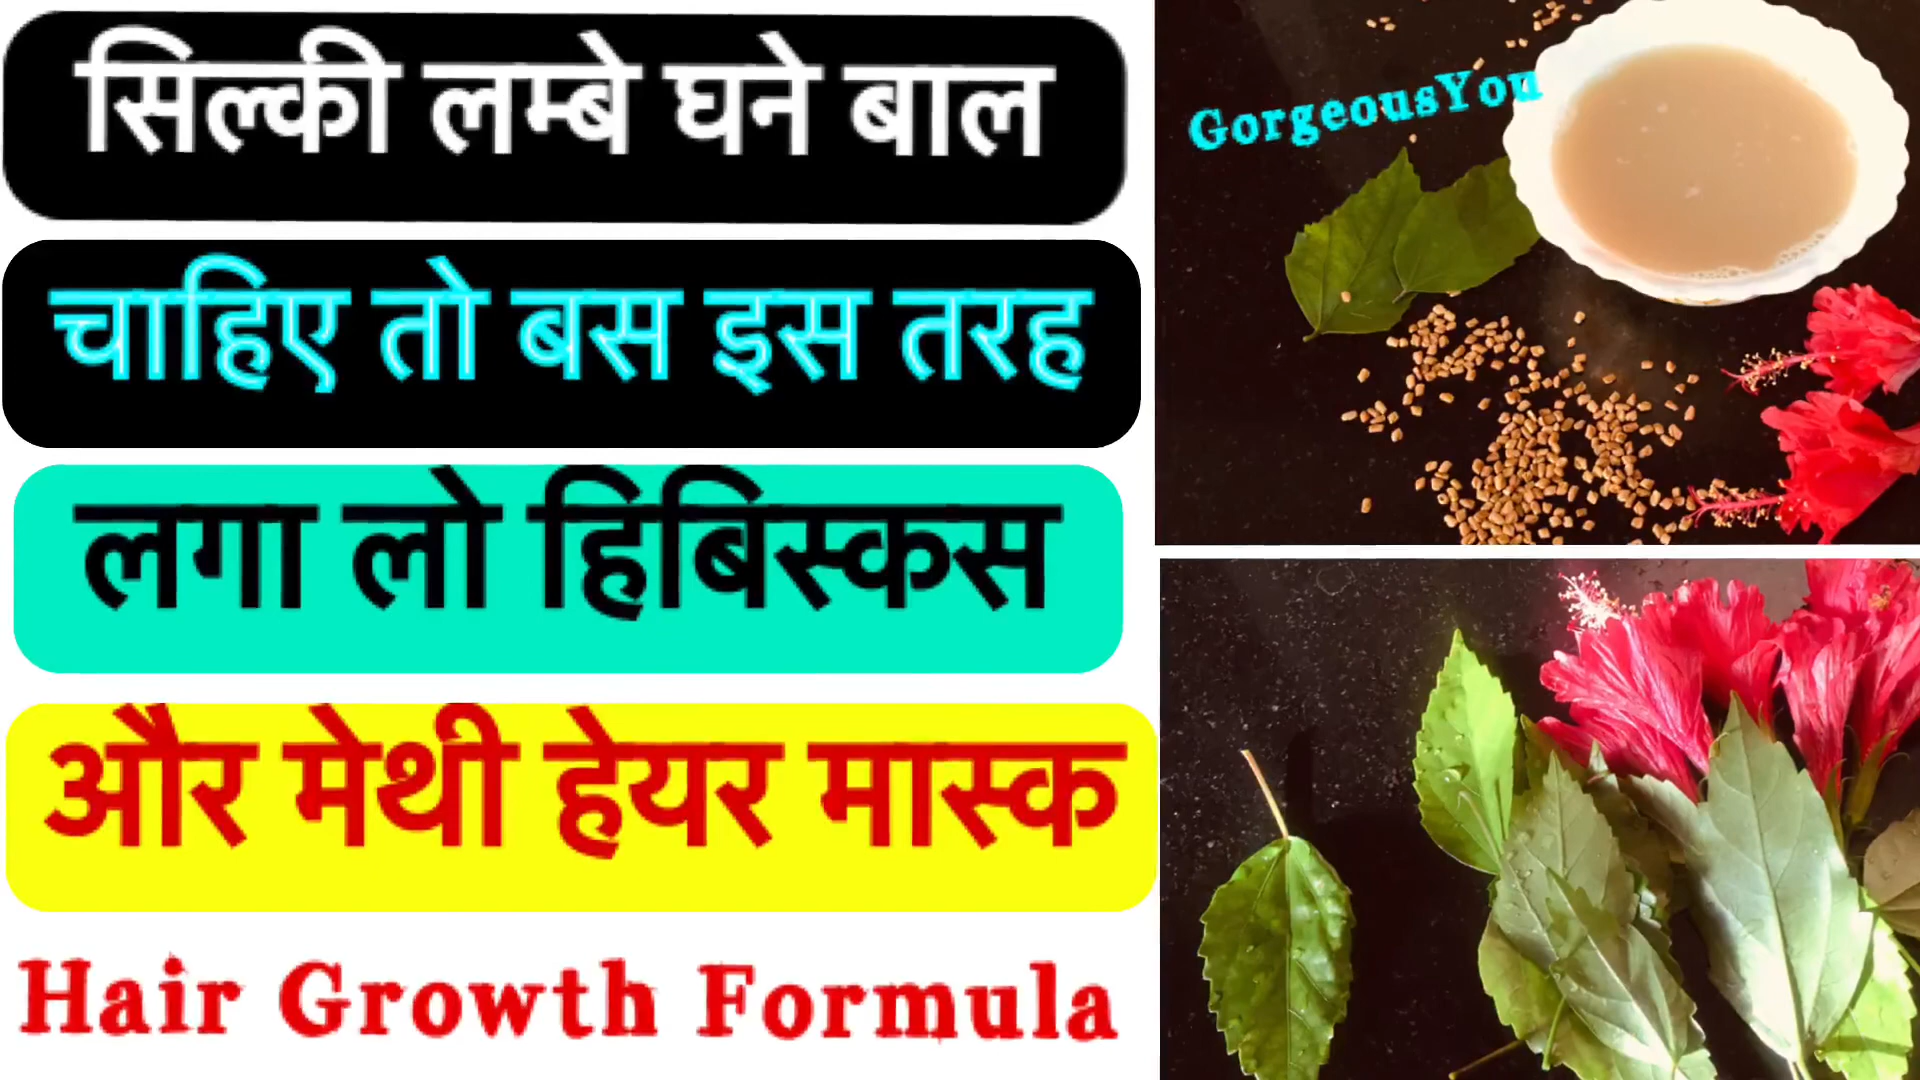 सिल्की लम्बे घने बाल
चाहिए तो बस इस तरह
लगा लो हिबिस्कस
और मेथी हेयर मास्क
Hair Growth Formula
GorgeousYou